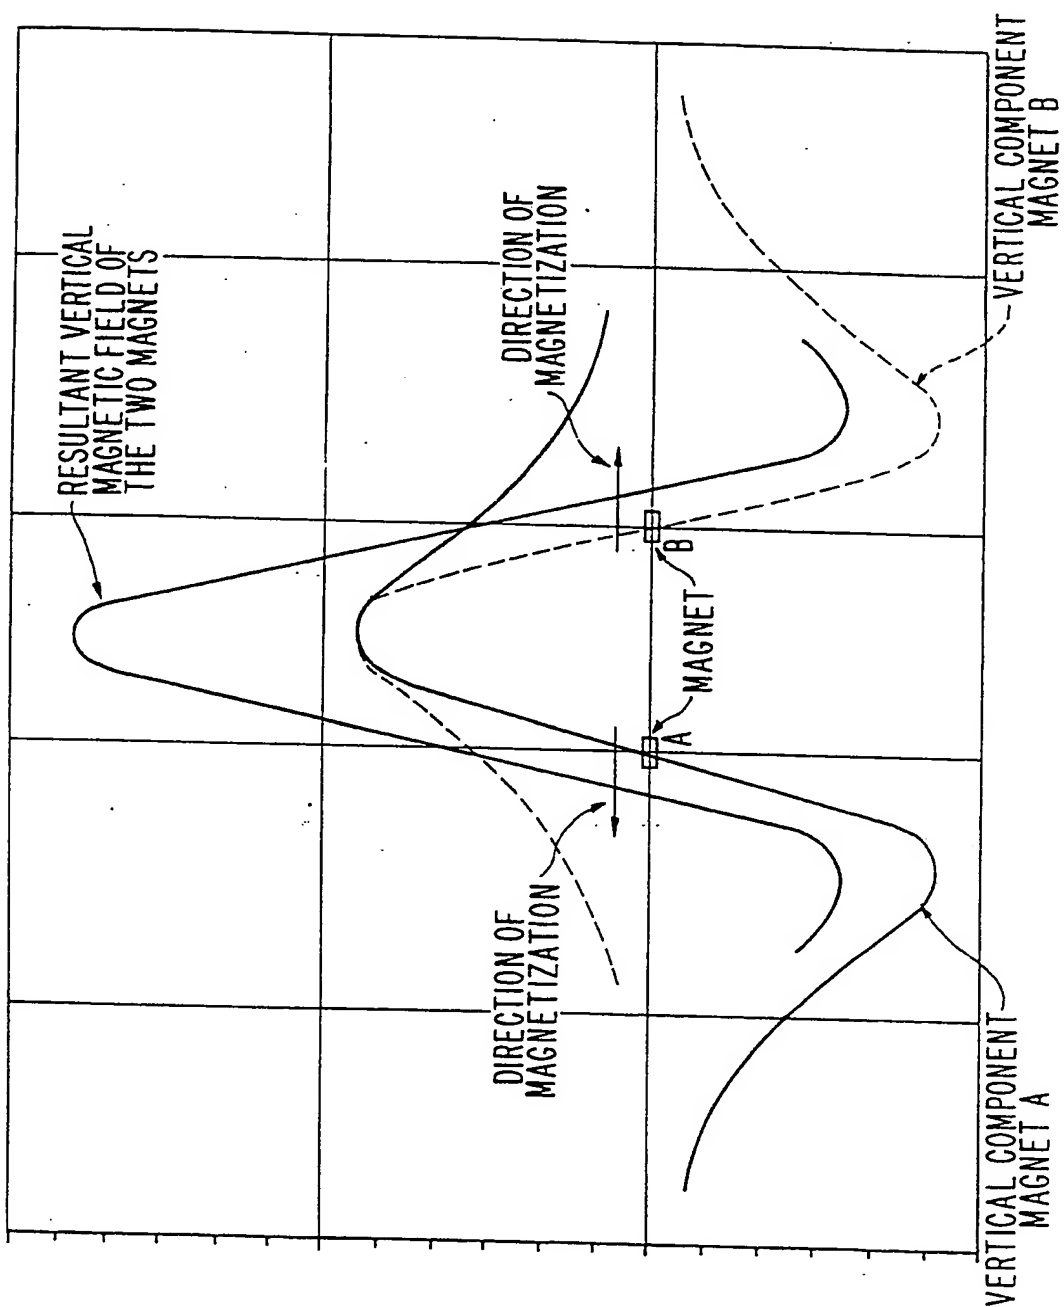 RESULTANT VERTICAL
MAGNETIC FIELD OF
THE TWO MAGNETS
DIRECTION OF
MAGNETIZATION
DIRECTION OF
MAGNETIZATION
A
MAGNET
B
VERTICAL COMPONENT
MAGNET A
VERTICAL COMPONENT
MAGNET B